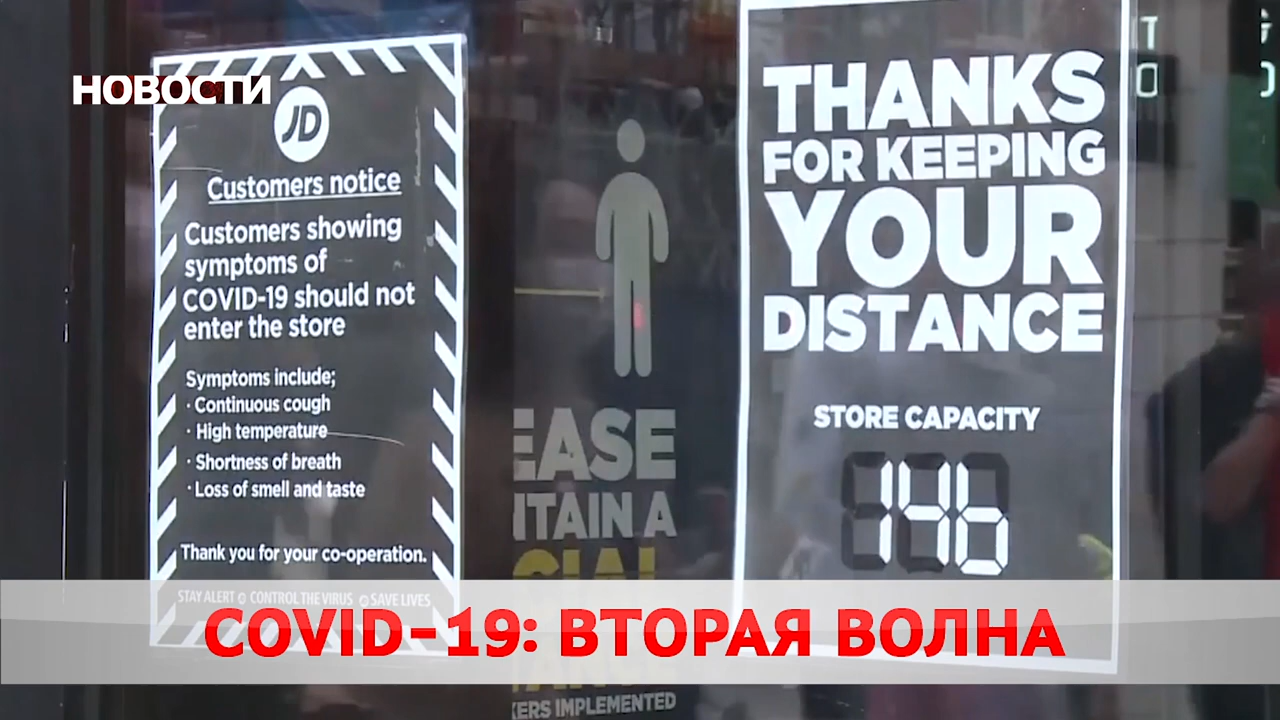 НОВОСТИ
JD
Customers notice
Customers showing
symptoms of
COVID-19 should not
enter the store
Symptoms include;
· Continuous cough
· High temperature
· Shortness of breath
· Loss of smell and taste
Thank you for your co-operation.
STAY ALERT CONTROL THE VIRUS SAVE LIVES
EASE
TAIN A
IMPLEMENTED
THANKS
FOR KEEPING
YOUR
DISTANCE
STORE CAPACITY
146
COVID-19: ВТОРАЯ ВОЛНА